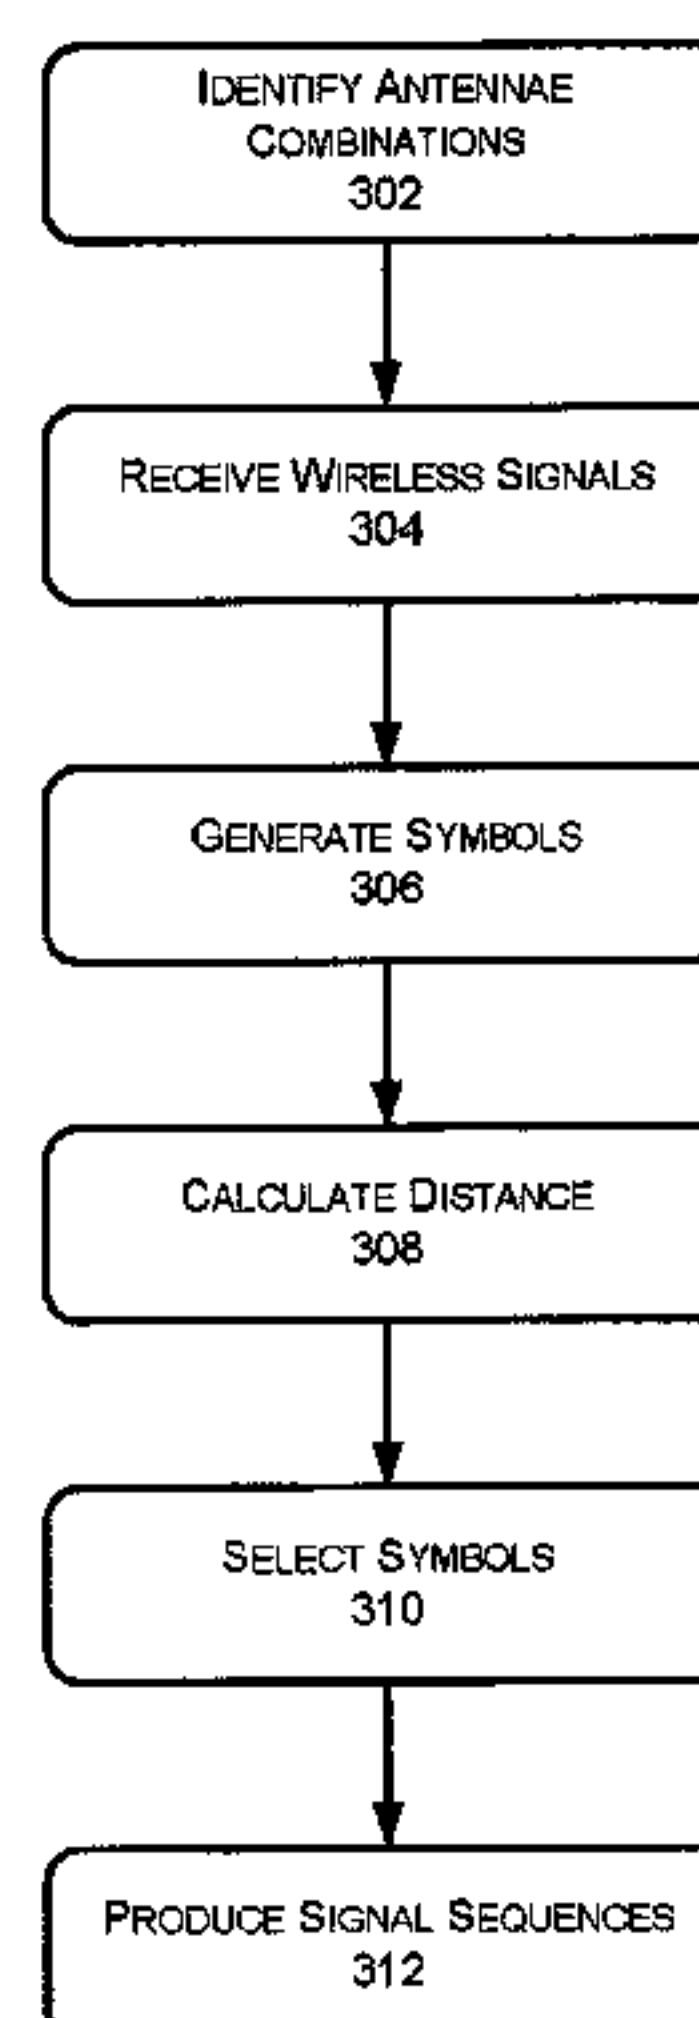 IDENTIFY ANTENNAE
COMBINATIONS
302
RECEIVE WIRELESS SIGNALS
304
GENERATE SYMBOLS
306
CALCULATE DISTANCE
308
SELECT SYMBOLS
310
PRODUCE SIGNAL SEQUENCES
312